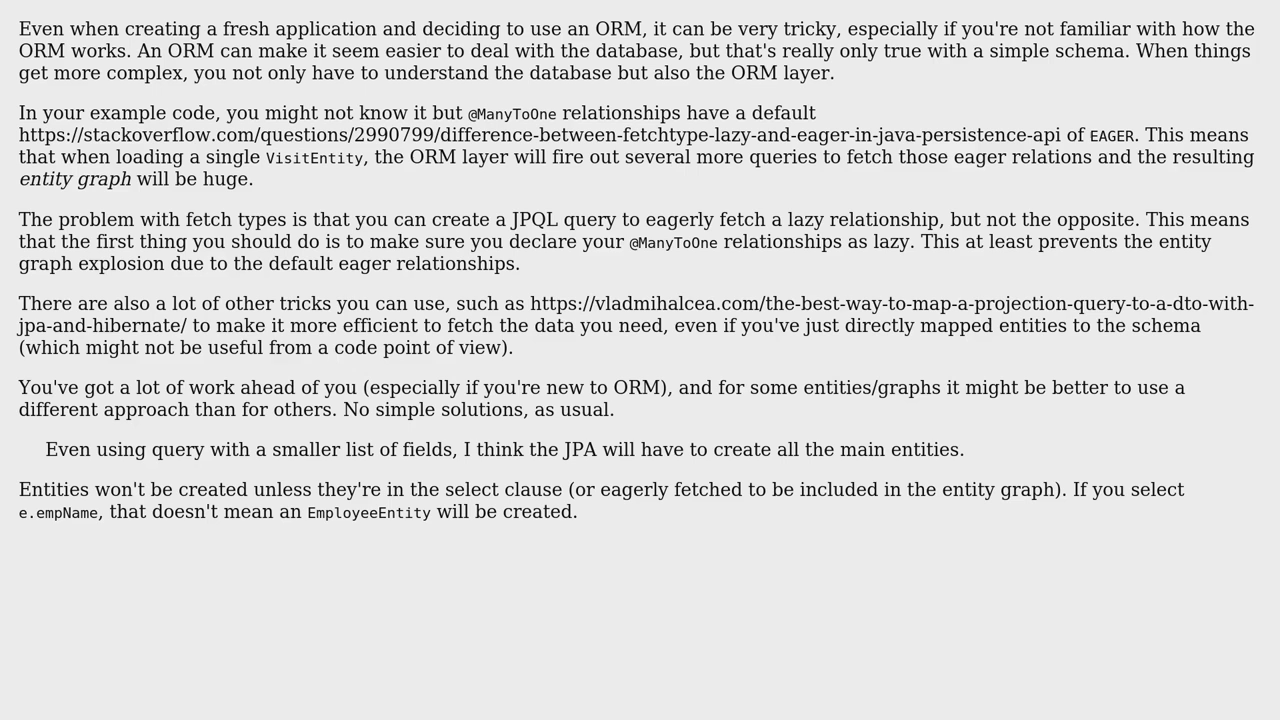 Even when creating a fresh application and deciding to use an ORM, it can be very tricky, especially if you're not familiar with how the
ORM works. An ORM can make it seem easier to deal with the database, but that's really only true with a simple schema. When things
get more complex, you not only have to understand the database but also the ORM layer.
In your example code, you might not know it but @ManyToOne relationships have a default
https://stackoverflow.com/questions/2990799/difference-between-fetchtype-lazy-and-eager-in-java-persistence-api of EAGER. This means
that when loading a single VisitEntity, the ORM layer will fire out several more queries to fetch those eager relations and the resulting
entity graph will be huge.
The problem with fetch types is that you can create a JPQL query to eagerly fetch a lazy relationship, but not the opposite. This means
that the first thing you should do is to make sure you declare your @ManyToOne relationships as lazy. This at least prevents the entity
graph explosion due to the default eager relationships.
There are also a lot of other tricks you can use, such as https://vladmihalcea.com/the-best-way-to-map-a-projection-query-to-a-dto-with-
jpa-and-hibernate/ to make it more efficient to fetch the data you need, even if you've just directly mapped entities to the schema
(which might not be useful from a code point of view).
You've got a lot of work ahead of you (especially if you're new to ORM), and for some entities/graphs it might be better to use a
different approach than for others. No simple solutions, as usual.
Even using query with a smaller list of fields, I think the JPA will have to create all the main entities.
Entities won't be created unless they're in the select clause (or eagerly fetched to be included in the entity graph). If you select
e.empName, that doesn't mean an EmployeeEntity will be created.